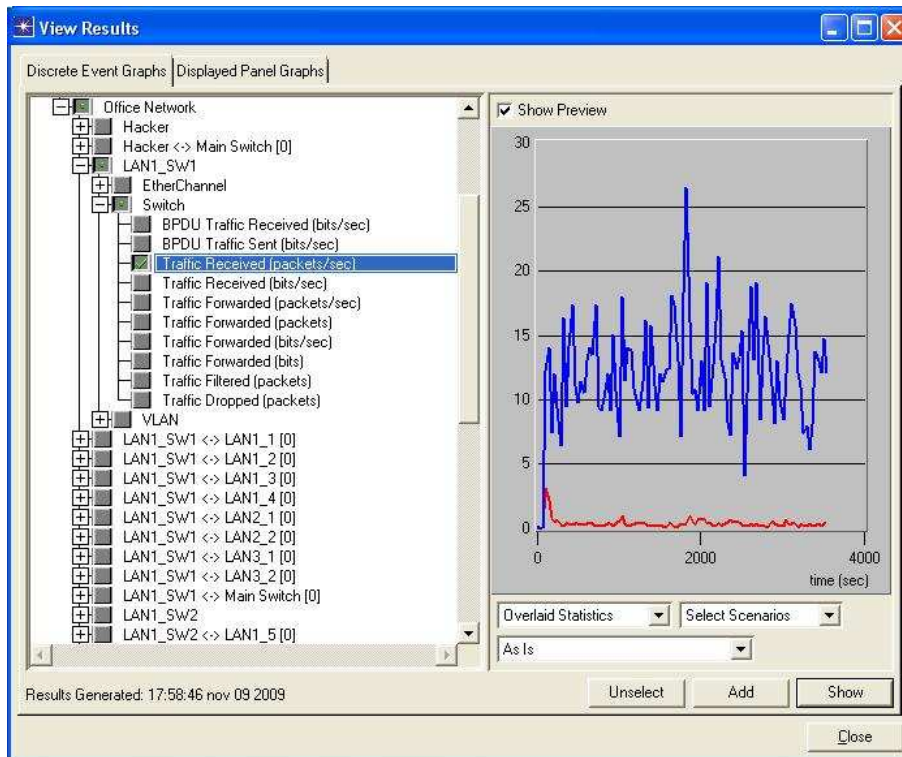 View Results
Discrete Event Graphs
Displayed Panel Graphs
Office Network
Hacker
Hacker <-> Main Switch [0]
LAN1_SW1
EtherChannel
Switch
BPDU Traffic Received (bits/sec)
BPDU Traffic Sent (bits/sec)
Traffic Received (packets/sec)
Traffic Received (bits/sec)
Traffic Forwarded (packets/sec)
Traffic Forwarded (packets)
Traffic Forwarded (bits/sec)
Traffic Forwarded (bits)
Traffic Filtered (packets)
Traffic Dropped (packets)
VLAN
LAN1_SW1 <-> LAN1_1 [0]
LAN1_SW1 <-> LAN1_2 [0]
LAN1_SW1 <-> LAN1_3 [0]
LAN1_SW1 <-> LAN1_4 [0]
LAN1_SW1 <-> LAN2_1 [0]
LAN1_SW1 <-> LAN2_2 [0]
LAN1_SW1 <-> LAN3_1 [0]
LAN1_SW1 <-> LAN3_2 [0]
LAN1_SW1 <-> Main Switch [0]
LAN1_SW2
LAN1_SW2 <-> LAN1_5 [0]
Show Preview
30
25
20
15
10
5
0
0 2000 4000
time (sec)
Overlaid Statistics
Select Scenarios
As Is
Results Generated: 17:58:46 nov 09 2009
Unselect
Add
Show
Close